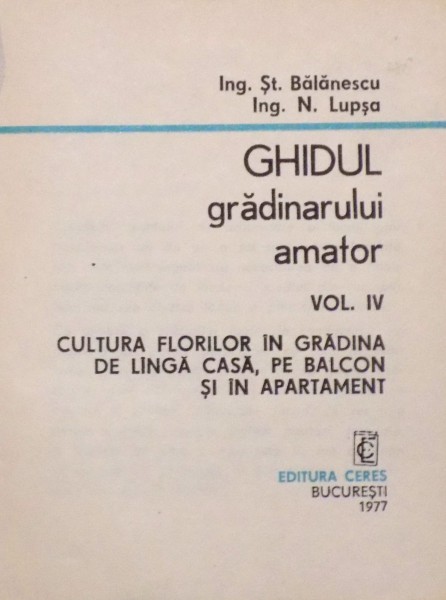 Ing. Șt. Bălănescu
Ing. N. Lupșa
GHIDUL
grădinarului
amator
VOL. IV
CULTURA FLORILOR ÎN GRĂDINA
DE LÎNGĂ CASĂ, PE BALCON
ȘI ÎN APARTAMENT
EDITURA CERES
BUCUREȘTI
1977